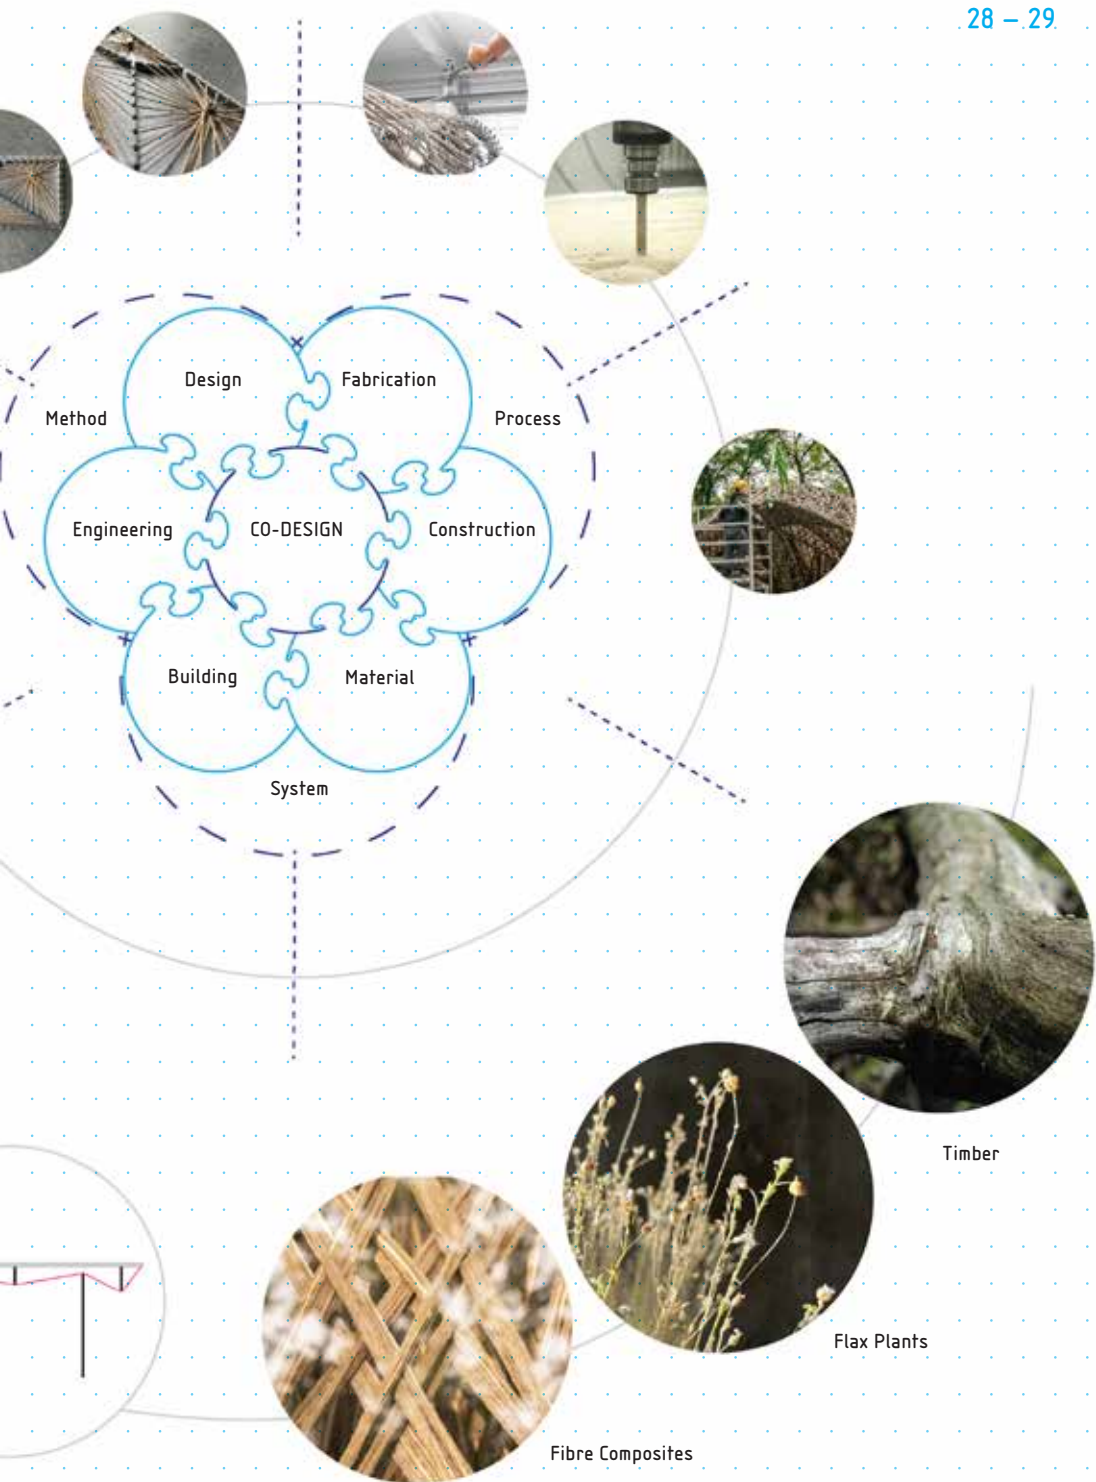 28 – 29
Design
Fabrication
Method
Process
Engineering
CO-DESIGN
Construction
Building
Material
System
Timber
Flax Plants
Fibre Composites